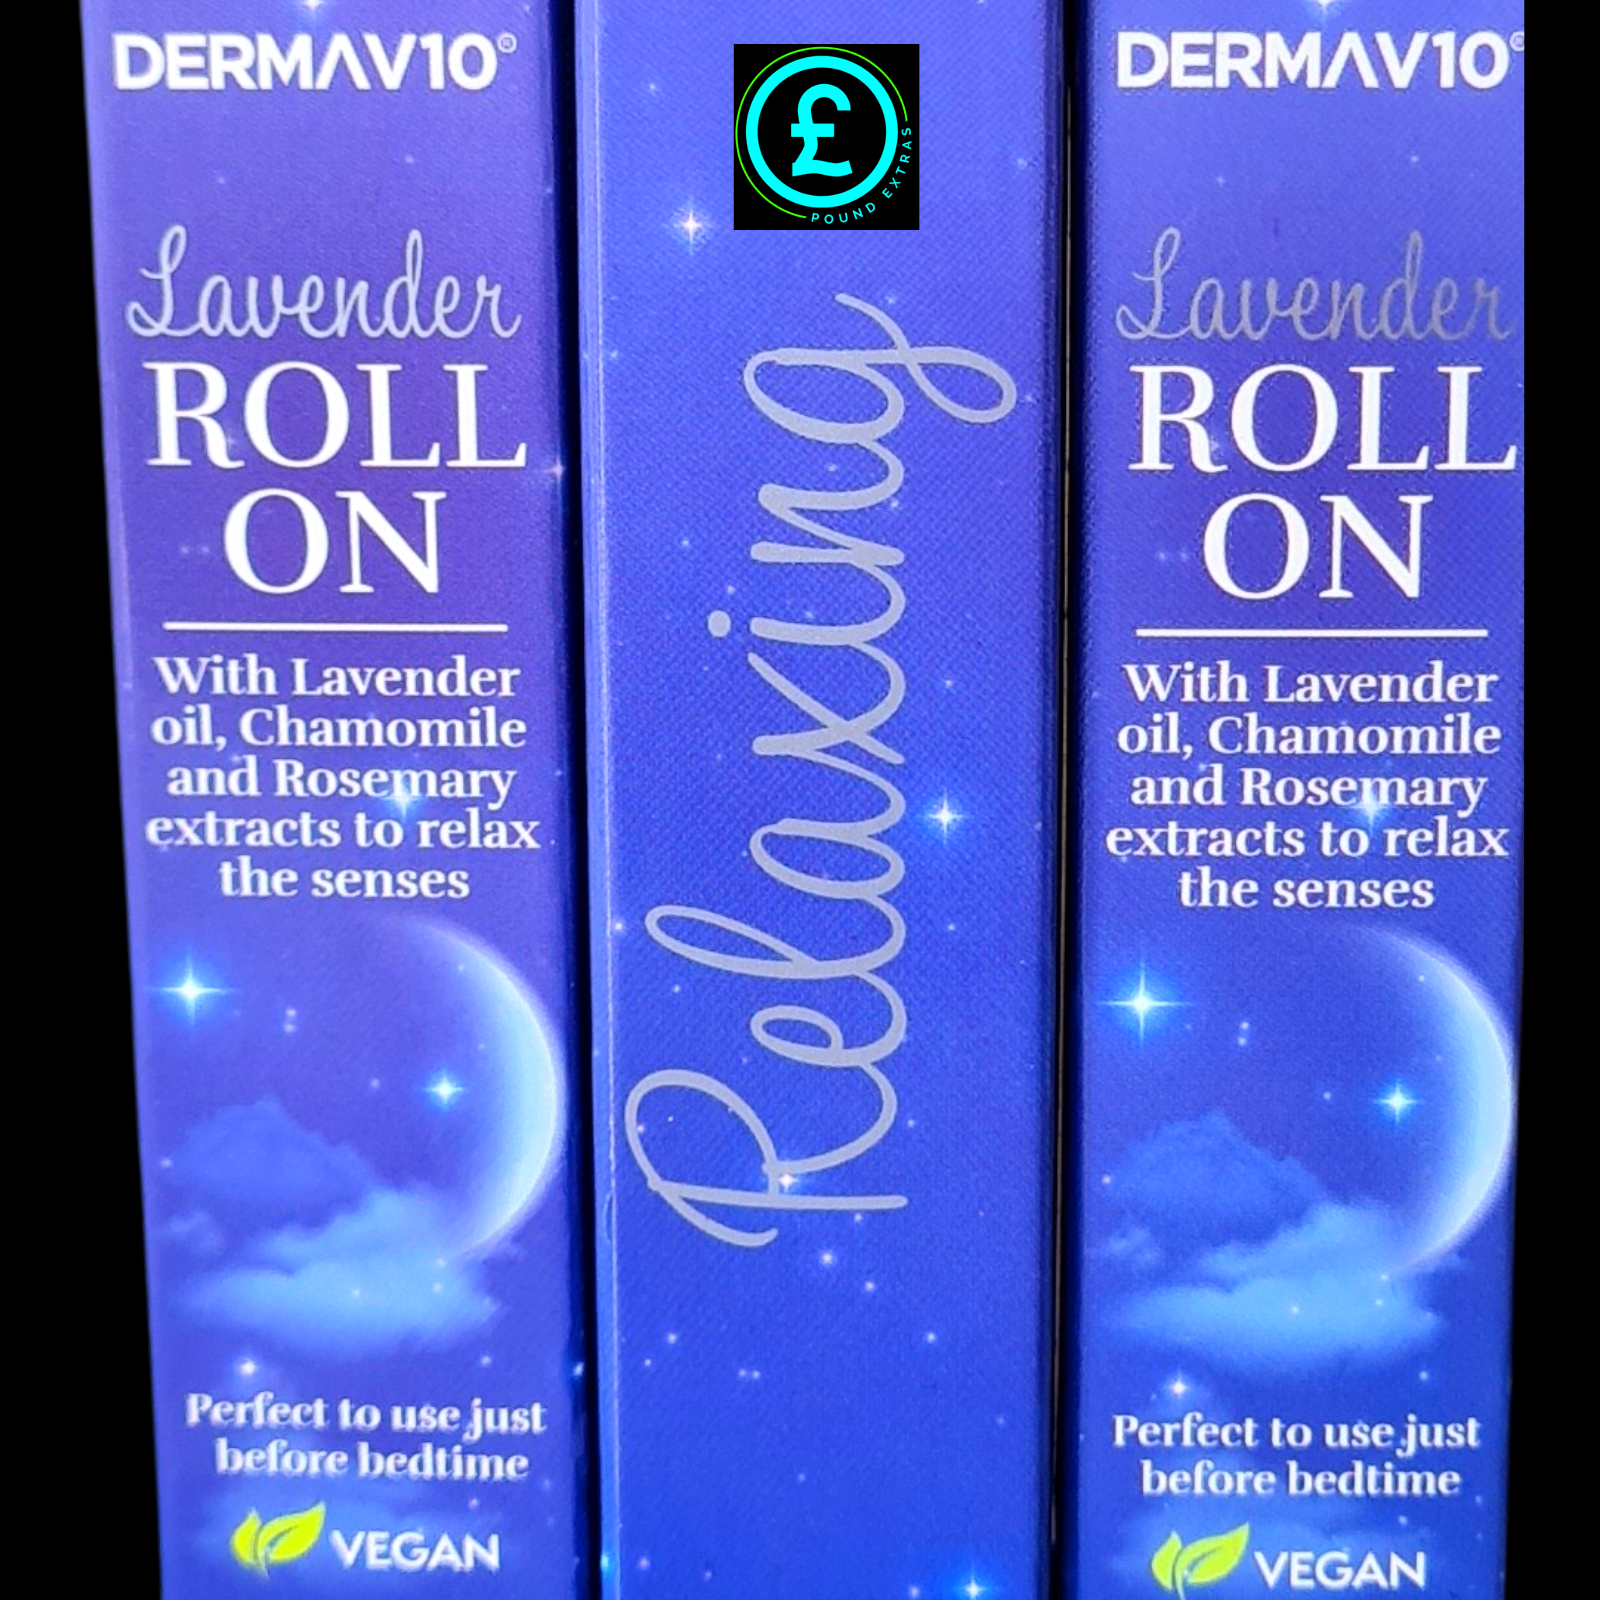 DERMAV10®
Lavender
ROLL
ON
With Lavender
oil, Chamomile
and Rosemary
extracts to relax
the senses
Perfect to use just
before bedtime
VEGAN
£
POUND EXTRAS
Relaxing
DERMAV10®
Lavender
ROLL
ON
With Lavender
oil, Chamomile
and Rosemary
extracts to relax
the senses
Perfect to use just
before bedtime
VEGAN